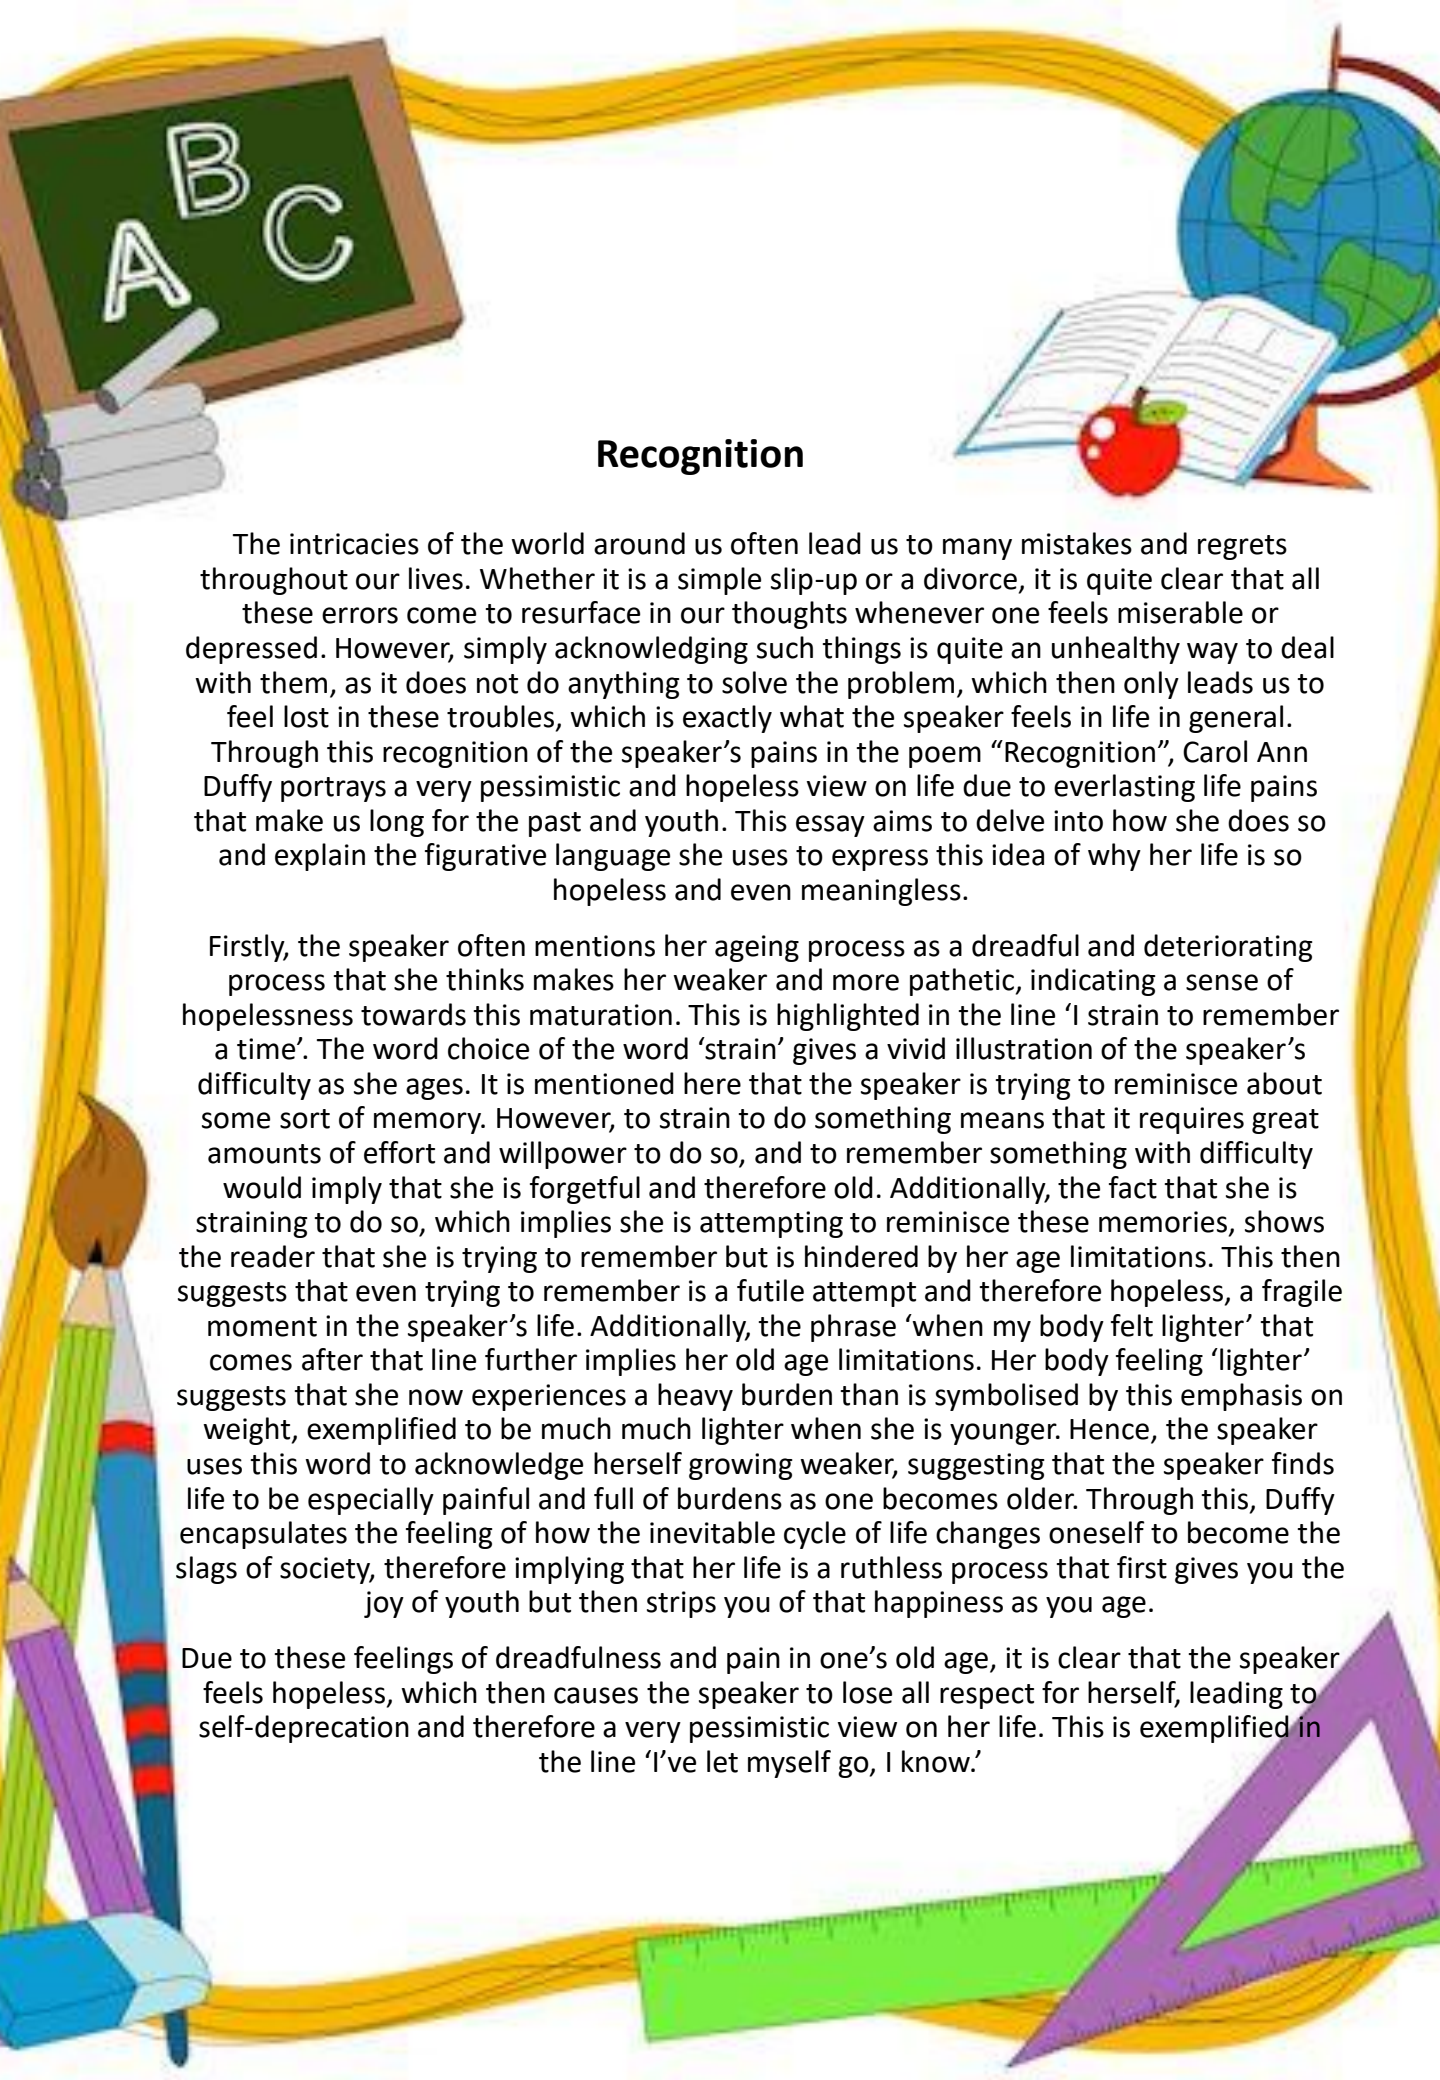 B
A C
Recognition
The intricacies of the world around us often lead us to many mistakes and regrets
throughout our lives. Whether it is a simple slip-up or a divorce, it is quite clear that all
these errors come to resurface in our thoughts whenever one feels miserable or
depressed. However, simply acknowledging such things is quite an unhealthy way to deal
with them, as it does not do anything to solve the problem, which then only leads us to
feel lost in these troubles, which is exactly what the speaker feels in life in general.
Through this recognition of the speaker’s pains in the poem “Recognition”, Carol Ann
Duffy portrays a very pessimistic and hopeless view on life due to everlasting life pains
that make us long for the past and youth. This essay aims to delve into how she does so
and explain the figurative language she uses to express this idea of why her life is so
hopeless and even meaningless.
Firstly, the speaker often mentions her ageing process as a dreadful and deteriorating
process that she thinks makes her weaker and more pathetic, indicating a sense of
hopelessness towards this maturation. This is highlighted in the line ‘I strain to remember
a time’. The word choice of the word ‘strain’ gives a vivid illustration of the speaker’s
difficulty as she ages. It is mentioned here that the speaker is trying to reminisce about
some sort of memory. However, to strain to do something means that it requires great
amounts of effort and willpower to do so, and to remember something with difficulty
would imply that she is forgetful and therefore old. Additionally, the fact that she is
straining to do so, which implies she is attempting to reminisce these memories, shows
the reader that she is trying to remember but is hindered by her age limitations. This then
suggests that even trying to remember is a futile attempt and therefore hopeless, a fragile
moment in the speaker’s life. Additionally, the phrase ‘when my body felt lighter’ that
comes after that line further implies her old age limitations. Her body feeling ‘lighter’
suggests that she now experiences a heavy burden than is symbolised by this emphasis on
weight, exemplified to be much much lighter when she is younger. Hence, the speaker
uses this word to acknowledge herself growing weaker, suggesting that the speaker finds
life to be especially painful and full of burdens as one becomes older. Through this, Duffy
encapsulates the feeling of how the inevitable cycle of life changes oneself to become the
slags of society, therefore implying that her life is a ruthless process that first gives you the
joy of youth but then strips you of that happiness as you age.
Due to these feelings of dreadfulness and pain in one’s old age, it is clear that the speaker
feels hopeless, which then causes the speaker to lose all respect for herself, leading to
self-deprecation and therefore a very pessimistic view on her life. This is exemplified in
the line ‘I’ve let myself go, I know.’